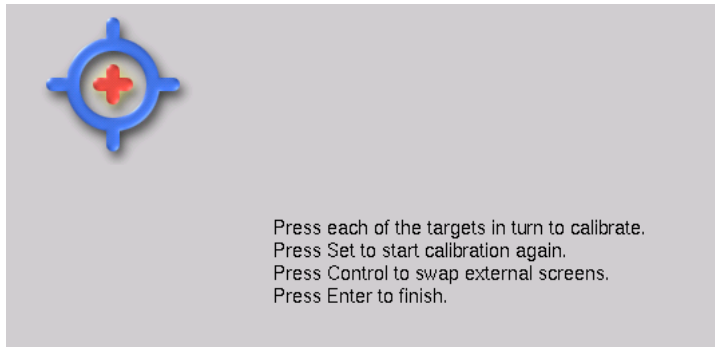 Press each of the targets in turn to calibrate.
Press Set to start calibration again.
Press Control to swap external screens.
Press Enter to finish.